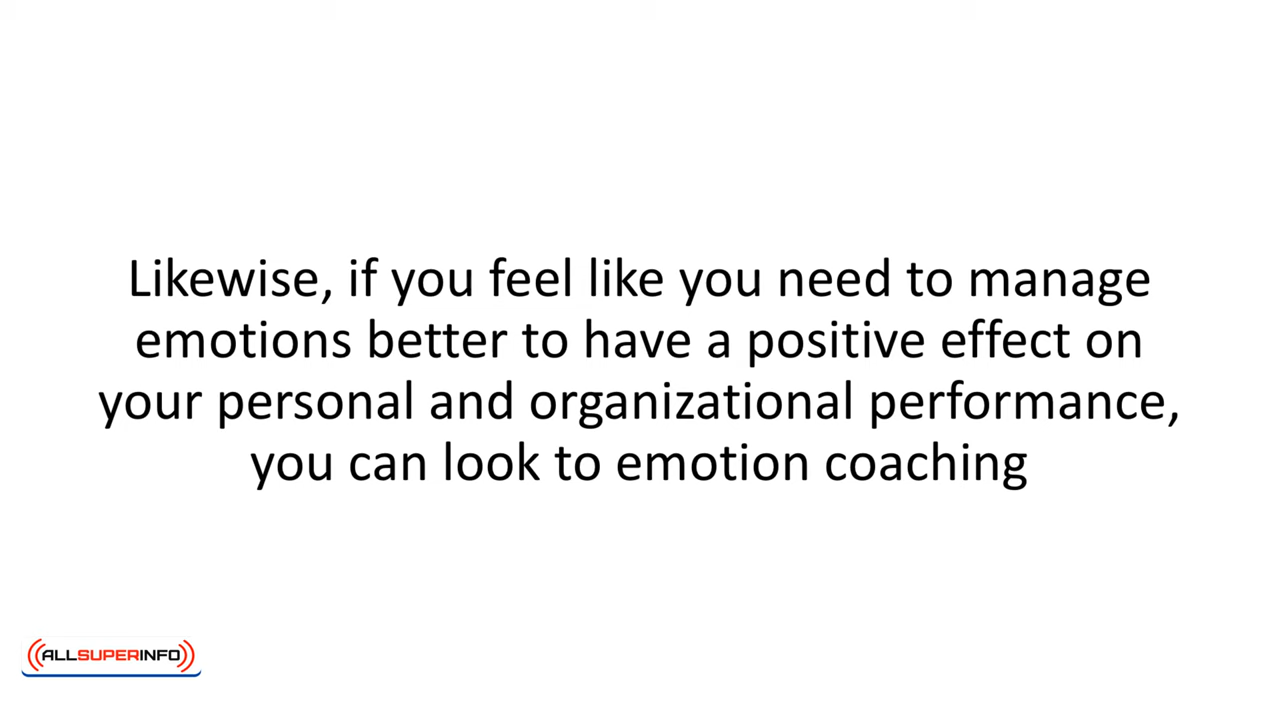 Likewise, if you feel like you need to manage
emotions better to have a positive effect on
your personal and organizational performance,
you can look to emotion coaching
ALLSUPERINFO